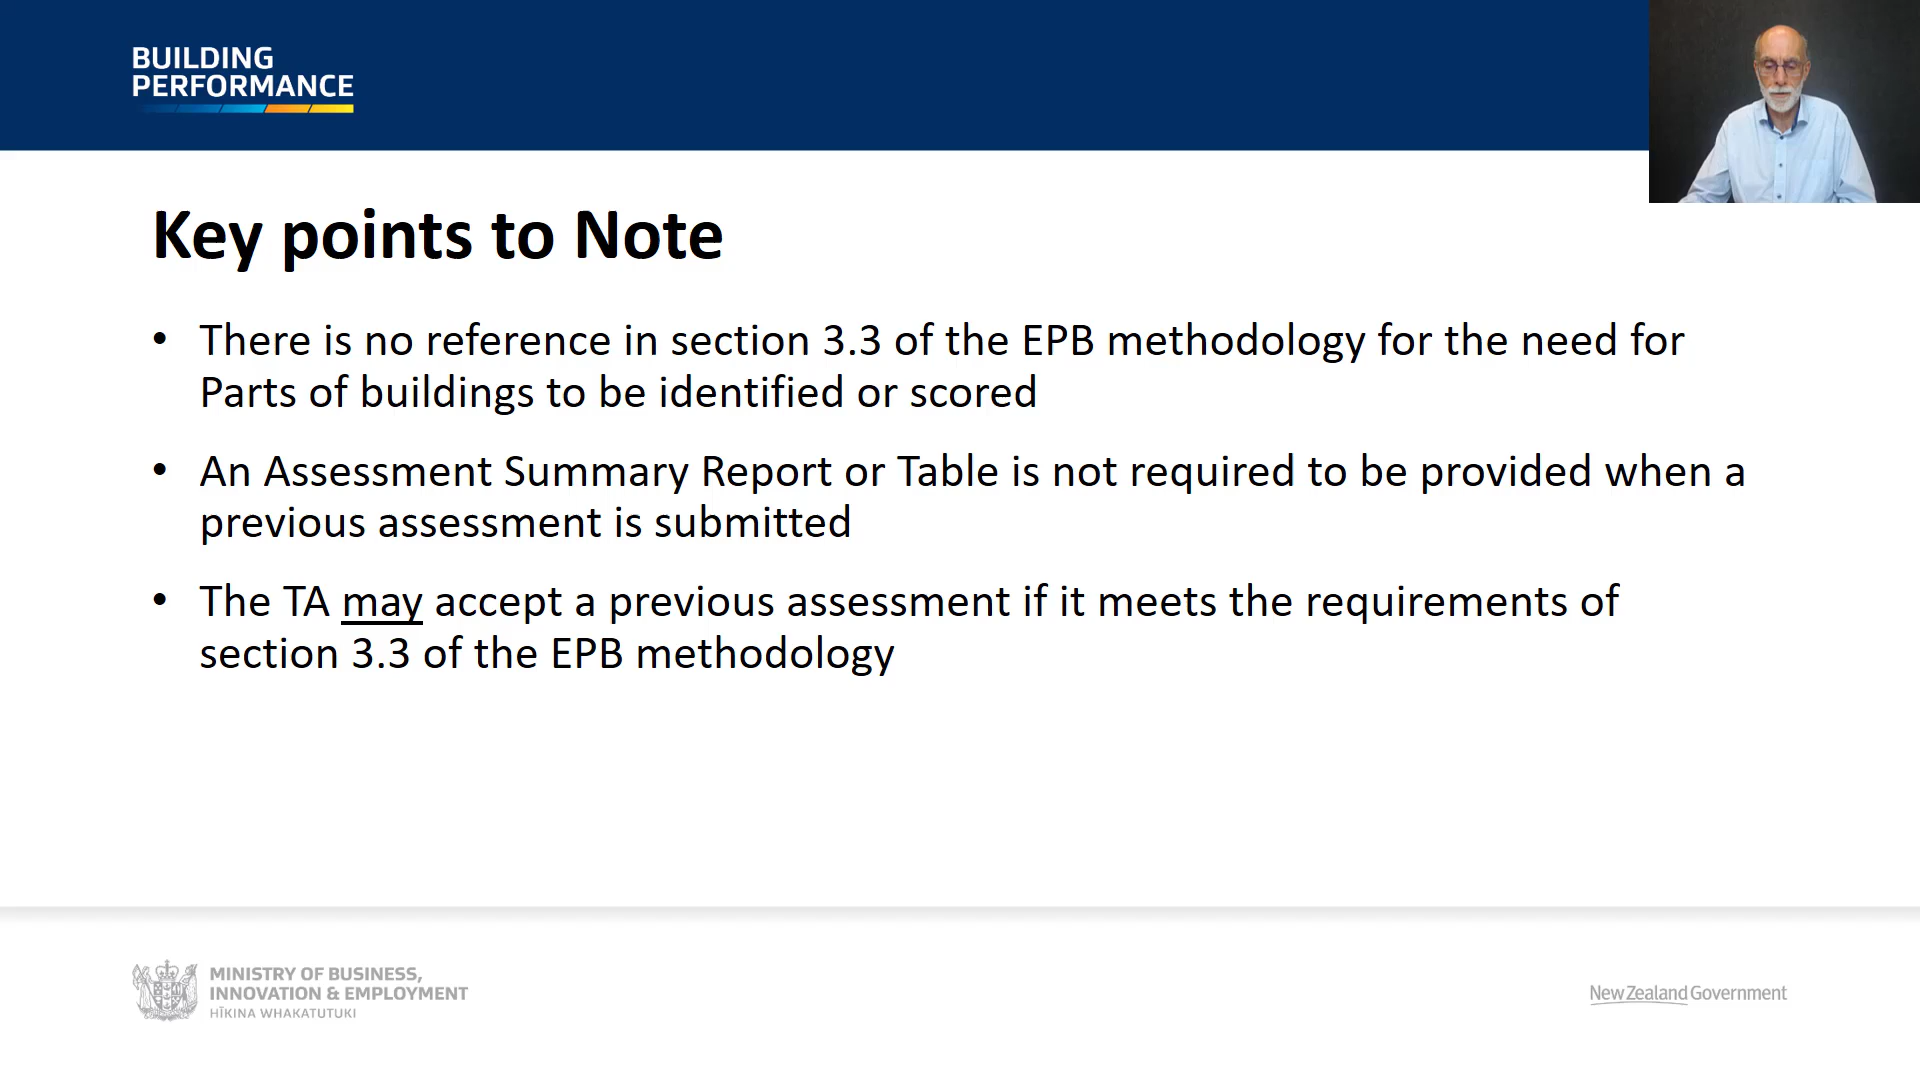 BUILDING
PERFORMANCE
Key points to Note
• There is no reference in section 3.3 of the EPB methodology for the need for
Parts of buildings to be identified or scored
• An Assessment Summary Report or Table is not required to be provided when a
previous assessment is submitted
• The TA may accept a previous assessment if it meets the requirements of
section 3.3 of the EPB methodology
MINISTRY OF BUSINESS,
INNOVATION & EMPLOYMENT
HĪKINA WHAKATUTUKI
New Zealand Government